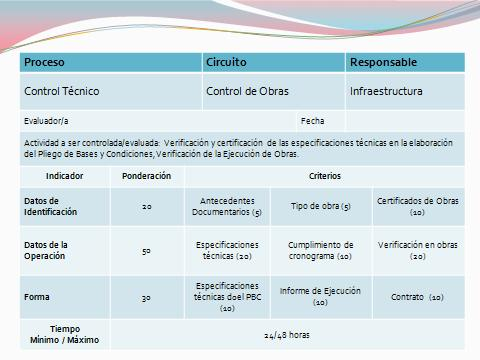 Proceso Circuito Responsable
Control Técnico Control de Obras Infraestructura
Evaluador/a Fecha
Actividad a ser controlada/evaluada: Verificación y certificación de las especificaciones técnicas en la elaboración
del Pliego de Bases y Condiciones, Verificación de la Ejecución de Obras.
Indicador Ponderación Criterios
Datos de
Identificación
20
Antecedentes
Documentarios (5)
Tipo de obra (5)
Certificados de Obras
(10)
Datos de la
Operación
50
Especificaciones
técnicas (20)
Cumplimiento de
cronograma (10)
Verificación en obras
(20)
Forma
30
Especificaciones
técnicas d0el PBC
(10)
Informe de Ejecución
(10)
Contrato (10)
Tiempo
Mínimo / Máximo
24/48 horas